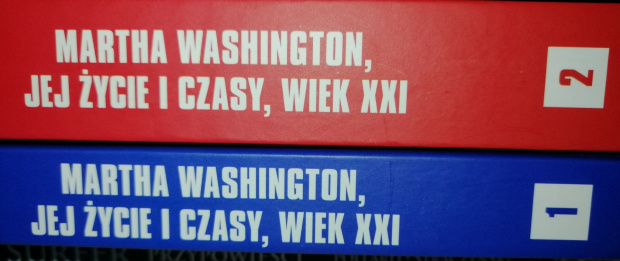 MARTHA WASHINGTON,
JEJ ŻYCIE I CZASY, WIEK XXI
2
MARTHA WASHINGTON,
JEJ ŻYCIE I CZASY, WIEK XXI
1